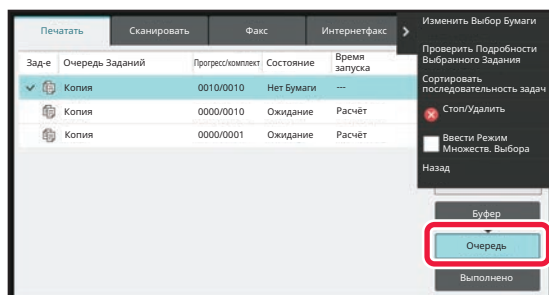 Печатать Сканировать Факс Интернетфакс
Зад-е Очередь Заданий Прогресс/комплект Состояние Время запуска
Копия 0010/0010 Нет Бумаги ---
Копия 0000/0010 Ожидание Расчёт
Копия 0000/0001 Ожидание Расчёт
Изменить Выбор Бумаги
Проверить Подробности
Выбранного Задания
Сортировать
последовательность задач
Стоп/Удалить
Ввести Режим
Множеств. Выбора
Назад
Буфер
Очередь
Выполнено